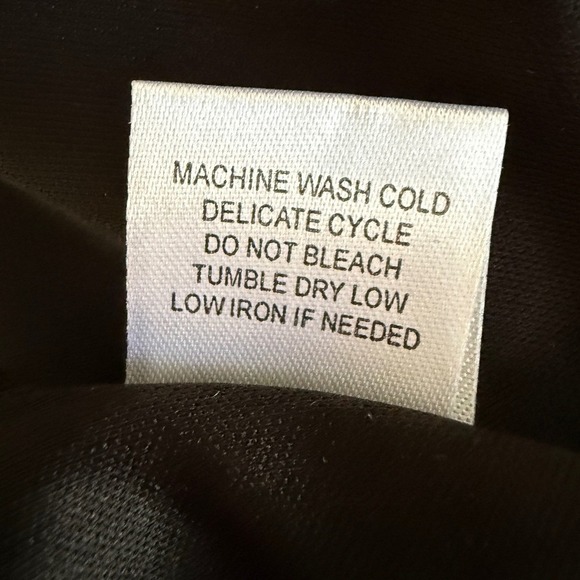 MACHINE WASH COLD
DELICATE CYCLE
DO NOT BLEACH
TUMBLE DRY LOW
LOW IRON IF NEEDED